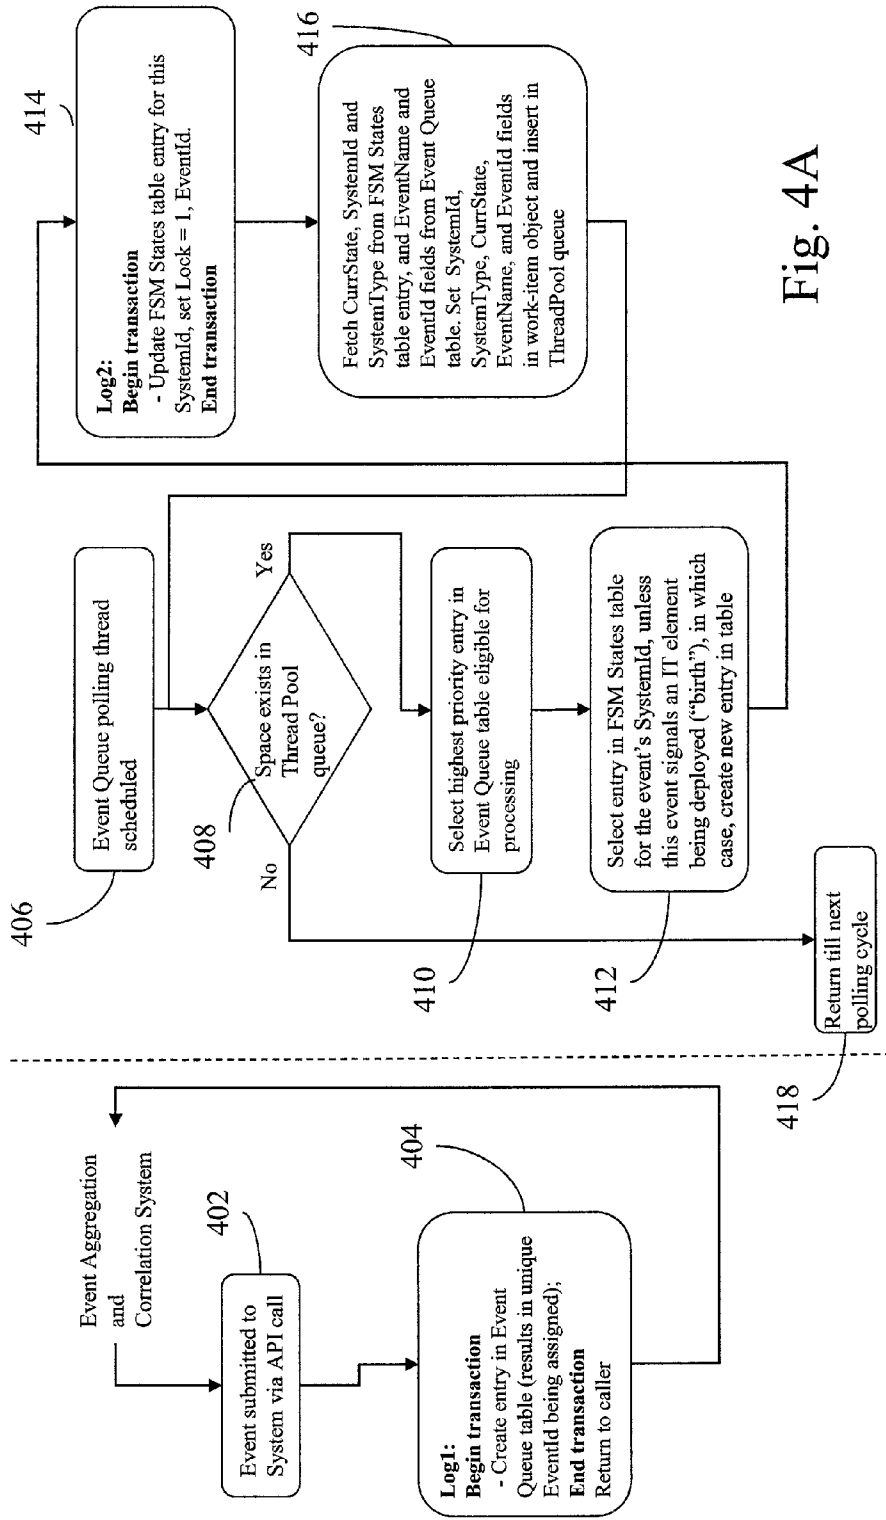 Event Aggregation
and
Correlation System
402
Event submitted to
System via API call
404
Log1:
Begin transaction
- Create entry in Event
Queue table (results in unique
EventId being assigned);
End transaction
Return to caller
406
Event Queue polling thread
scheduled
408
Space exists in
Thread Pool
queue?
Yes
No
410
Select highest priority entry in
Event Queue table eligible for
processing
412
Select entry in FSM States table
for the event's SystemId, unless
this event signals an IT element
being deployed ("birth"), in which
case, create new entry in table
418
Return till next
polling cycle
414
Log2:
Begin transaction
- Update FSM States table entry for this
SystemId, set Lock = 1, EventId.
End transaction
416
Fetch CurrState, SystemId and
SystemType from FSM States
table entry, and EventName and
EventId fields from Event Queue
table. Set SystemId,
SystemType, CurrState,
EventName, and EventId fields
in work-item object and insert in
ThreadPool queue
Fig. 4A